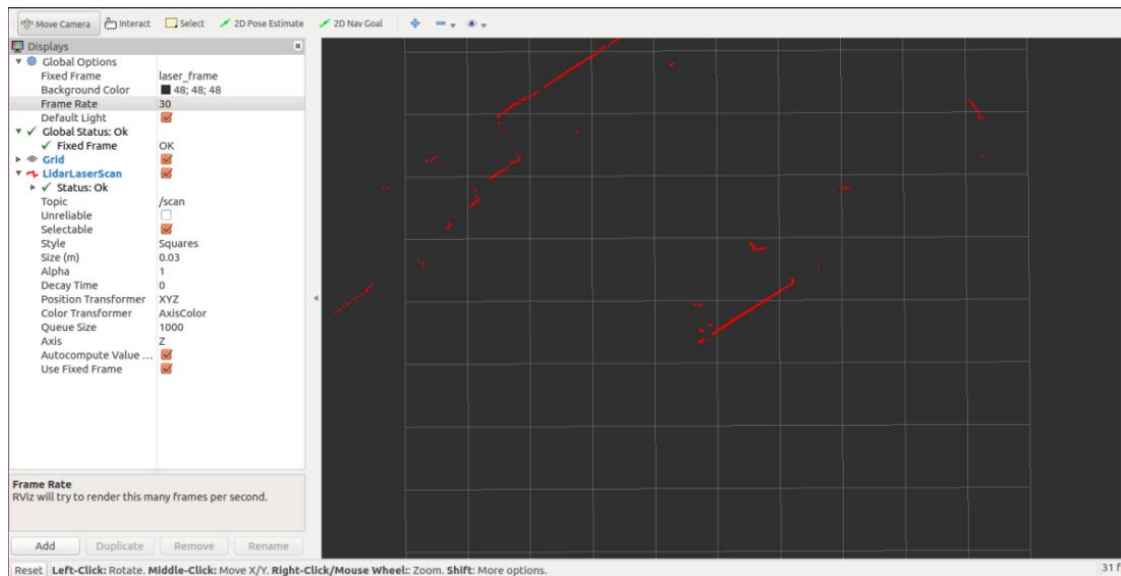 Move Camera Interact Select 2D Pose Estimate 2D Nav Goal
Displays
Global Options
Fixed Frame laser_frame
Background Color 48; 48; 48
Frame Rate 30
Default Light
Global Status: Ok
Fixed Frame OK
Grid
LidarLaserScan
Status: Ok
Topic /scan
Unreliable
Selectable
Style Squares
Size (m) 0.03
Alpha 1
Decay Time 0
Position Transformer XYZ
Color Transformer AxisColor
Queue Size 1000
Axis Z
Autocompute Value ...
Use Fixed Frame
Frame Rate
RViz will try to render this many frames per second.
Add Duplicate Remove Rename
Reset Left-Click: Rotate. Middle-Click: Move X/Y. Right-Click/Mouse Wheel:: Zoom. Shift: More options. 31 f